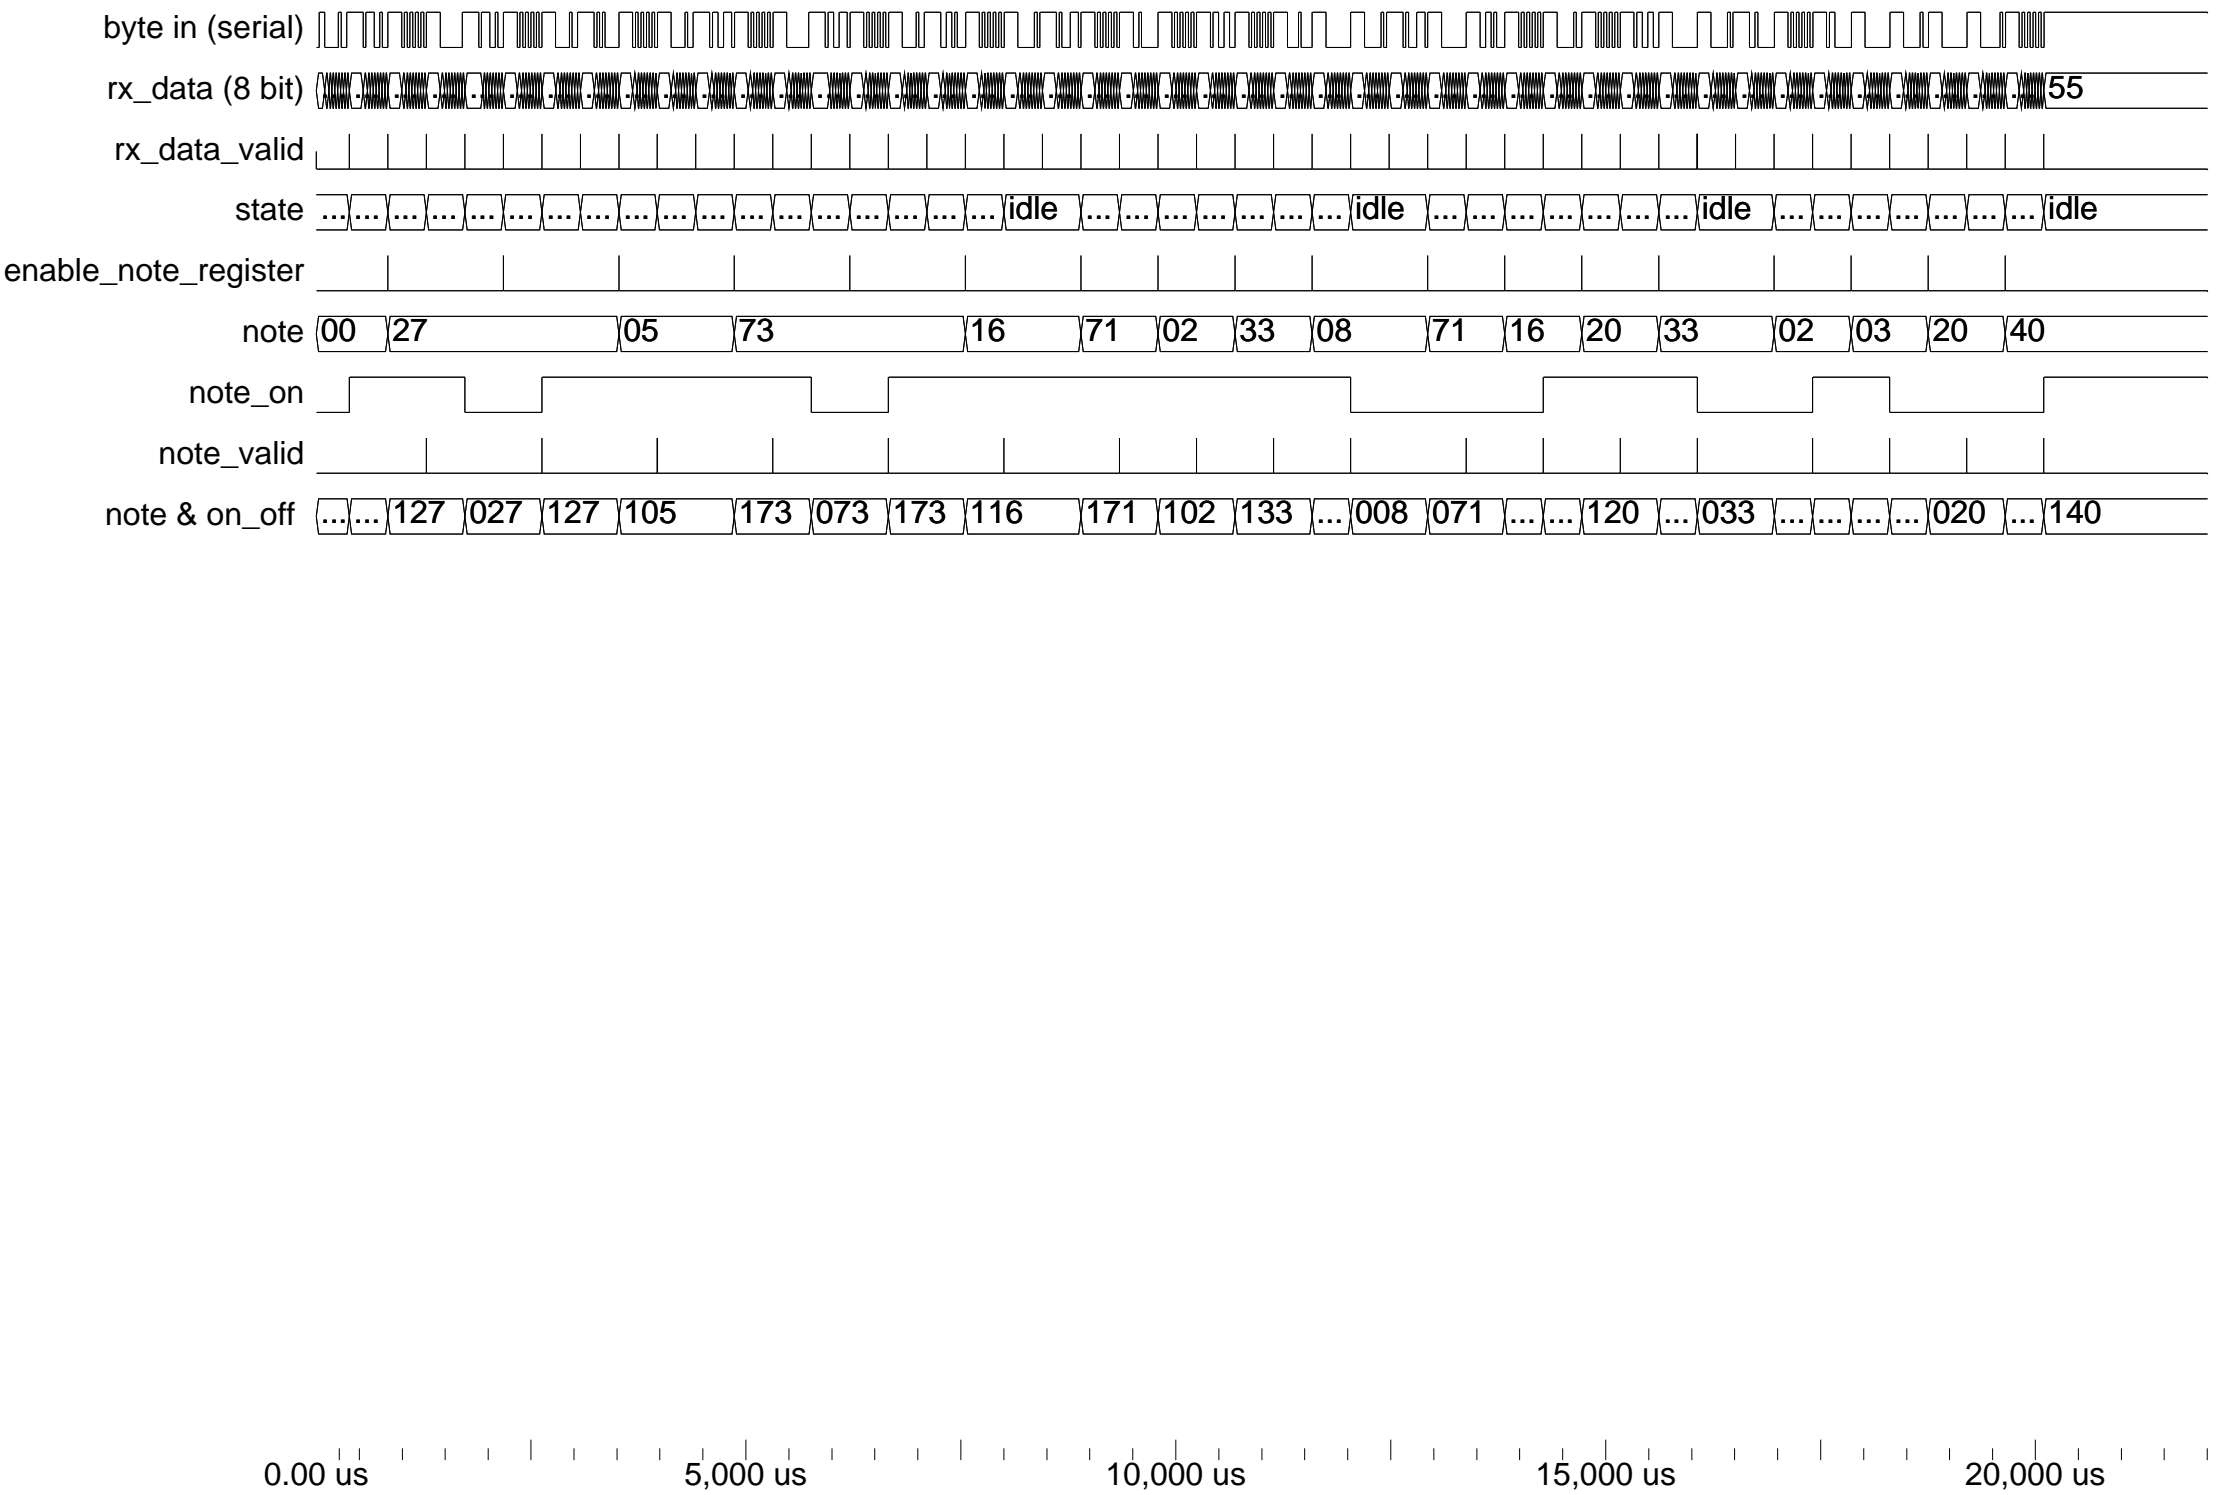 byte in (serial)
rx_data (8 bit) 55
rx_data_valid
state ... ... ... ... ... ... ... ... ... ... ... ... ... ... ... ... ... ... idle ... ... ... ... ... ... ... idle ... ... ... ... ... ... ... idle ... ... ... ... ... ... ... idle
enable_note_register
note 00 27 05 73 16 71 02 33 08 71 16 20 33 02 03 20 40
note_on
note_valid
note & on_off ... ... 127 027 127 105 173 073 173 116 171 102 133 ... 008 071 ... ... 120 ... 033 ... ... ... ... 020 ... 140
0.00 us 5,000 us 10,000 us 15,000 us 20,000 us